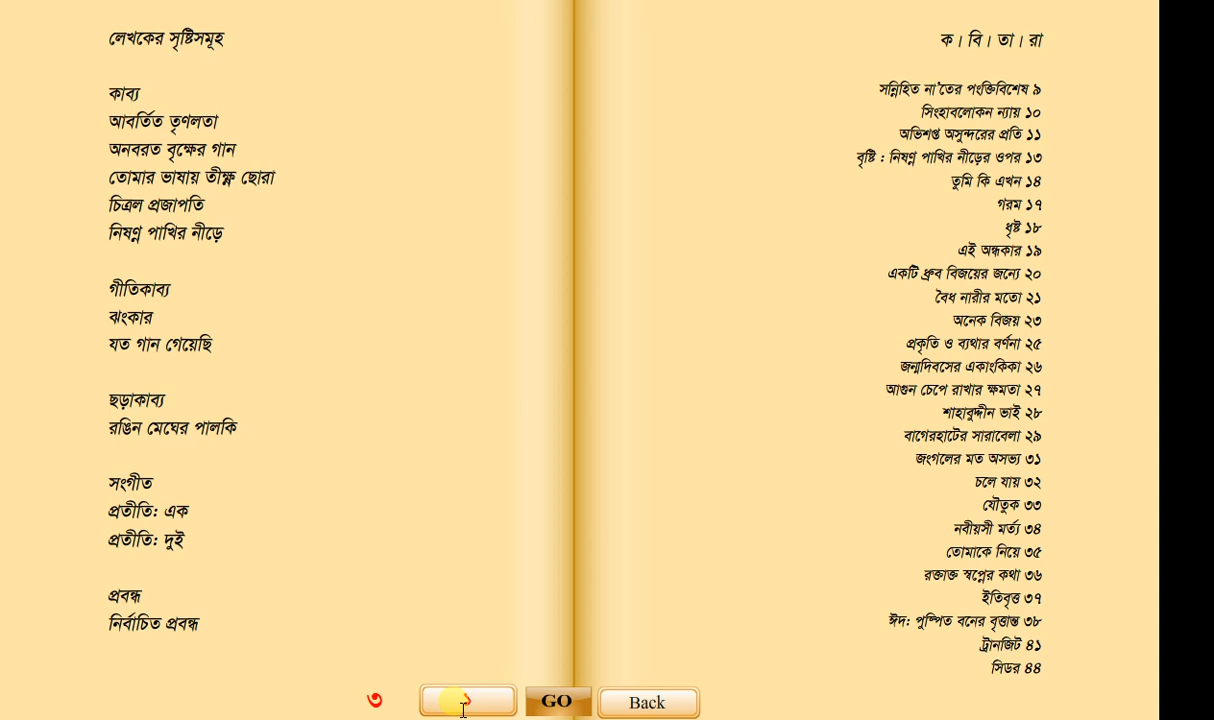 লেখকের সৃষ্টিসমূহ
কাব্য
আবর্তিত তৃণলতা
অনবরত বৃক্ষের গান
তোমার ভাষায় তীক্ষ্ণ ছোরা
চিত্রল প্রজাপতি
নিষণ্ণ পাখির নীড়ে
গীতিকাব্য
ঝংকার
যত গান গেয়েছি
ছড়াকাব্য
রঙিন মেঘের পালকি
সংগীত
প্রতীতি: এক
প্রতীতি: দুই
প্রবন্ধ
নির্বাচিত প্রবন্ধ
ক। বি। তা। রা
সন্নিহিত না'তের পংক্তিবিশেষ ৯
সিংহাবলোকন ন্যায় ১০
অভিশপ্ত অসুন্দরের প্রতি ১১
বৃষ্টি : নিষণ্ণ পাখির নীড়ের ওপর ১৩
তুমি কি এখন ১৪
গরম ১৭
ধৃষ্ট ১৮
এই অন্ধকার ১৯
একটি ধ্রুব বিজয়ের জন্যে ২০
বৈধ নারীর মতো ২১
অনেক বিজয় ২৩
প্রকৃতি ও ব্যথার বর্ণনা ২৫
জন্মদিবসের একাংকিকা ২৬
আগুন চেপে রাখার ক্ষমতা ২৭
শাহাবুদ্দীন ভাই ২৮
বাগেরহাটের সারাবেলা ২৯
জংগলের মত অসভ্য ৩১
চলে যায় ৩২
যৌতুক ৩৩
নবীয়সী মর্ত্য ৩৪
তোমাকে নিয়ে ৩৫
রক্তাক্ত স্বপ্নের কথা ৩৬
ইতিবৃত্ত ৩৭
ঈদ: পুষ্পিত বনের বৃত্তান্ত ৩৮
ট্রানজিট ৪১
সিডর ৪৪
৩ ১ GO Back